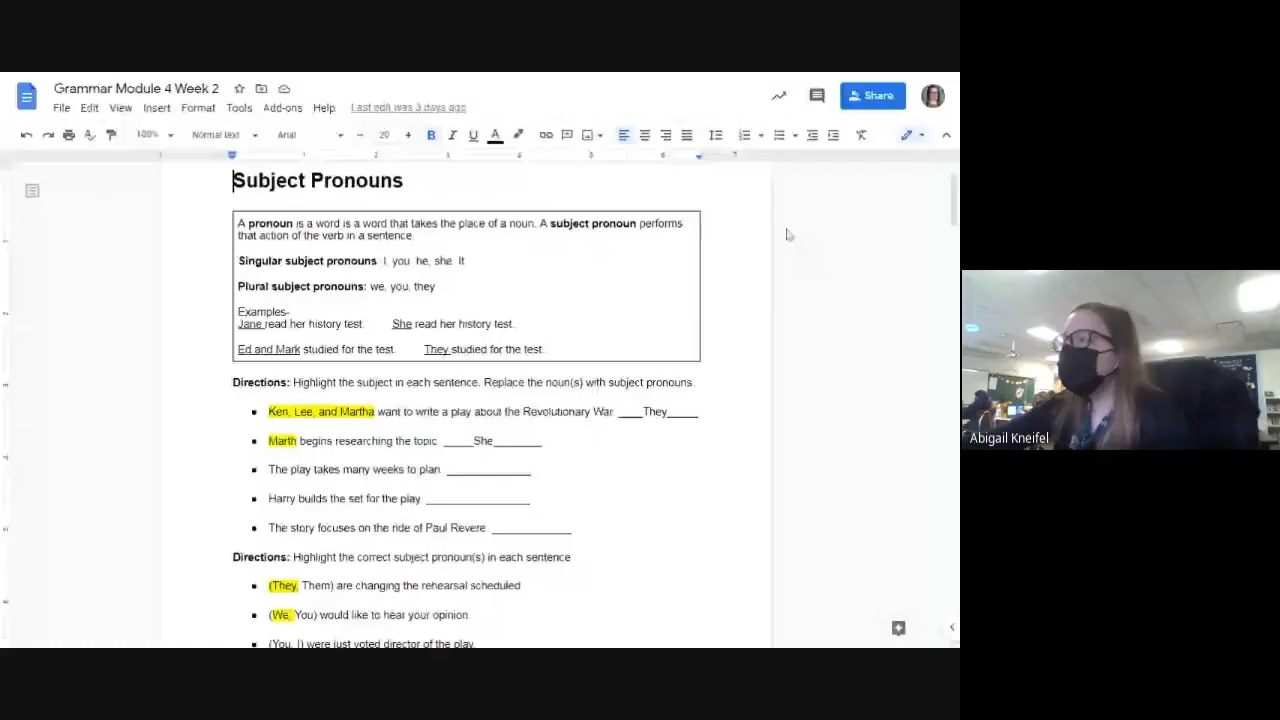 Grammar Module 4 Week 2
File Edit View Insert Format Tools Add-ons Help Last edit was 3 days ago
Share
100% Normal text Arial 20 B I U A
Subject Pronouns
A pronoun is a word is a word that takes the place of a noun. A subject pronoun performs
that action of the verb in a sentence.
Singular subject pronouns I, you he, she It
Plural subject pronouns: we, you, they
Examples-
Jane read her history test. She read her history test.
Ed and Mark studied for the test. They studied for the test.
Directions: Highlight the subject in each sentence. Replace the noun(s) with subject pronouns.
Ken, Lee, and Martha want to write a play about the Revolutionary War ____They_____
Marth begins researching the topic _____She________
The play takes many weeks to plan. ______________
Harry builds the set for the play _________________
The story focuses on the ride of Paul Revere _____________
Directions: Highlight the correct subject pronoun(s) in each sentence
(They, Them) are changing the rehearsal scheduled
(We, You) would like to hear your opinion
(You, I) were just voted director of the play
Abigail Kneifel